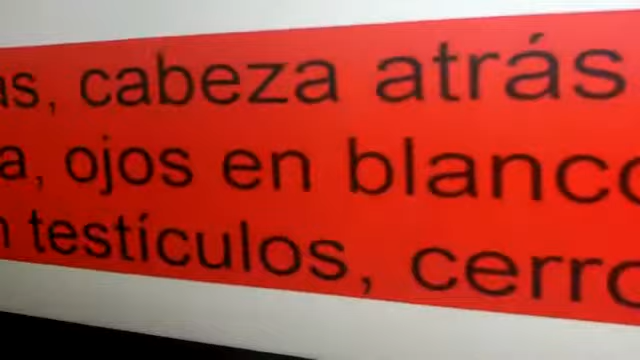 as, cabeza atrás
a, ojos en blanco
n testículos, cerro